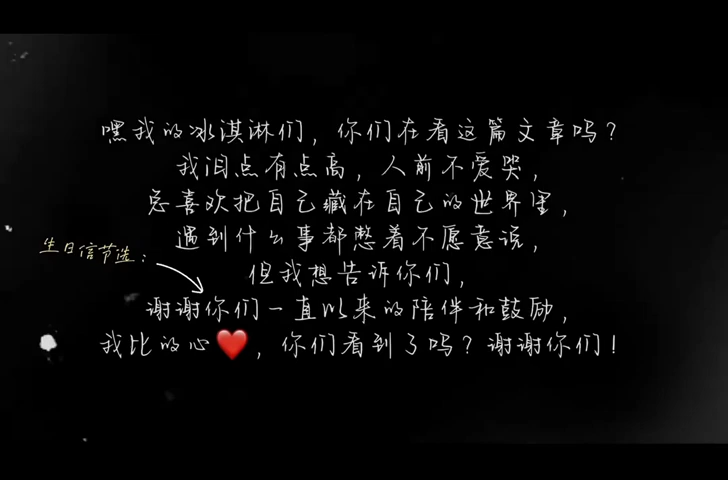 嘿我的冰淇淋们，你们在看这篇文章吗？
我泪点有点高，人前不爱哭，
总喜欢把自己藏在自己的世界里，
遇到什么事都憋着不愿意说，
生日信节选：
但我想告诉你们，
谢谢你们一直以来的陪伴和鼓励，
我比的心❤️，你们看到了吗？谢谢你们！